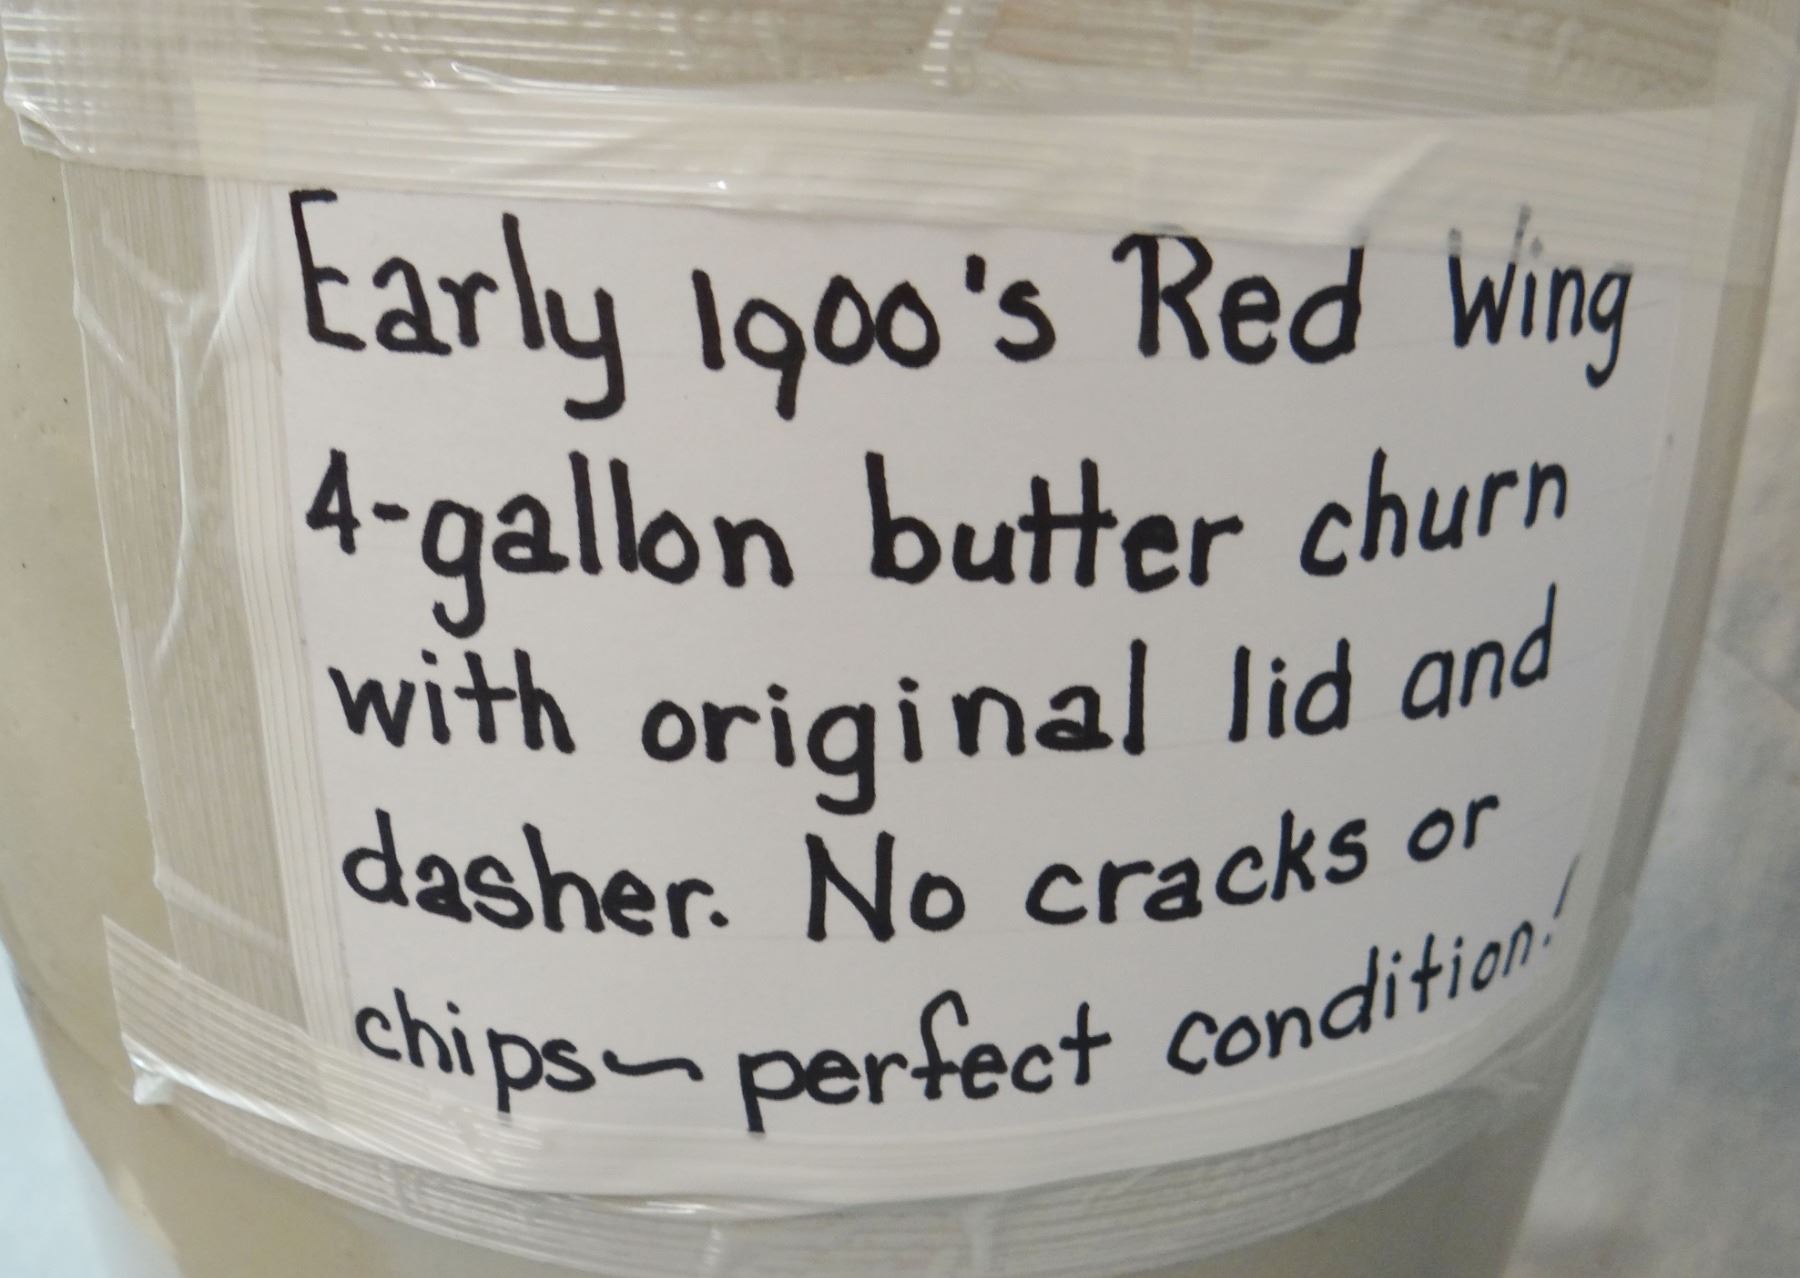 Early 1900's Red Wing
4-gallon butter churn
with original lid and
dasher. No cracks or
chips~perfect condition!